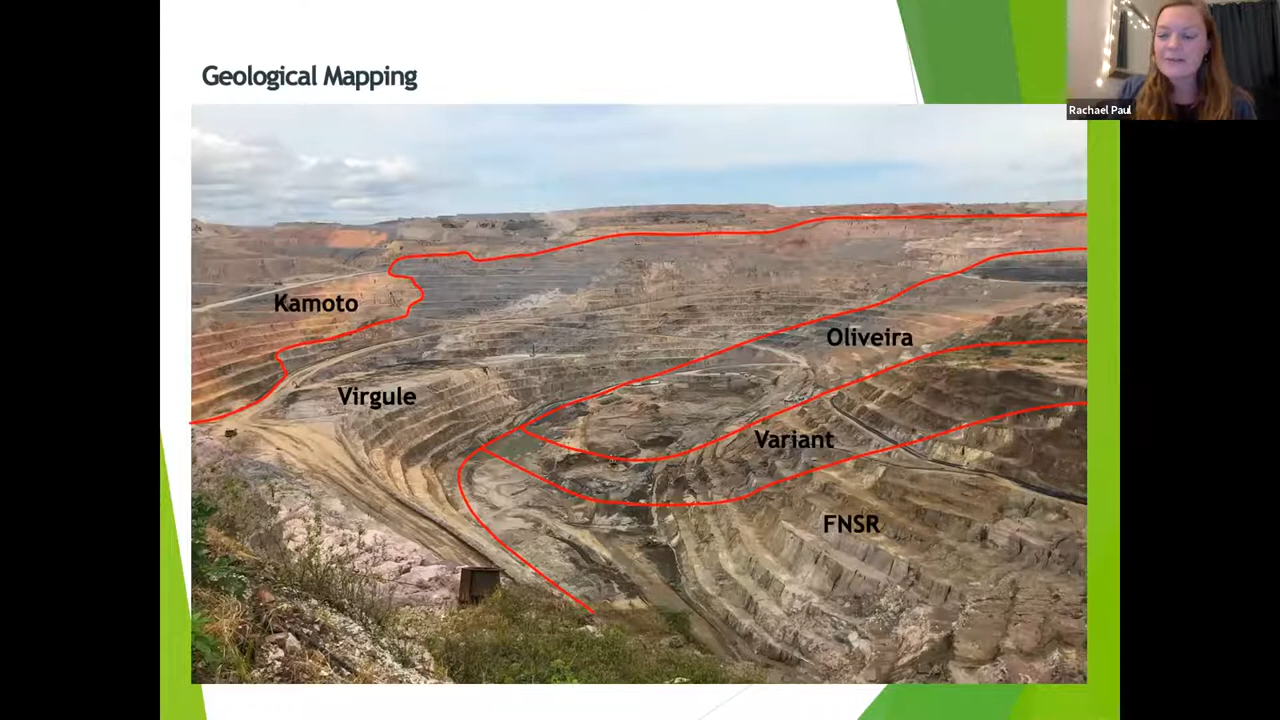 Geological Mapping
Rachael Paul
Kamoto
Oliveira
Virgule
Variant
FNSR